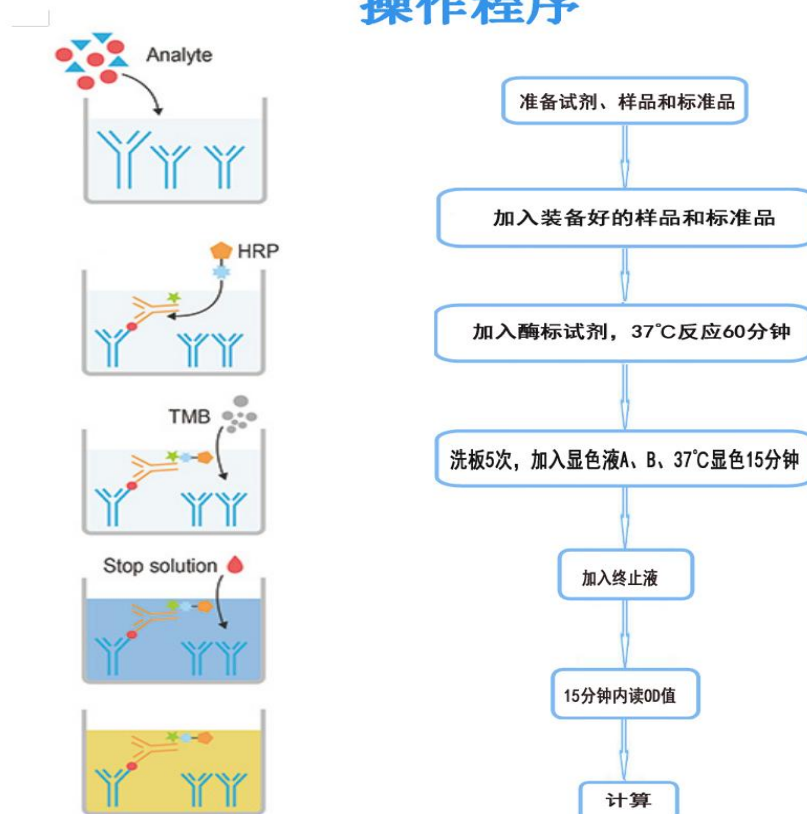 操作程序
Analyte
HRP
TMB
Stop solution
准备试剂、样品和标准品
加入装备好的样品和标准品
加入酶标试剂，37℃反应60分钟
洗板5次，加入显色液A、B、37℃显色15分钟
加入终止液
15分钟内读OD值
计算